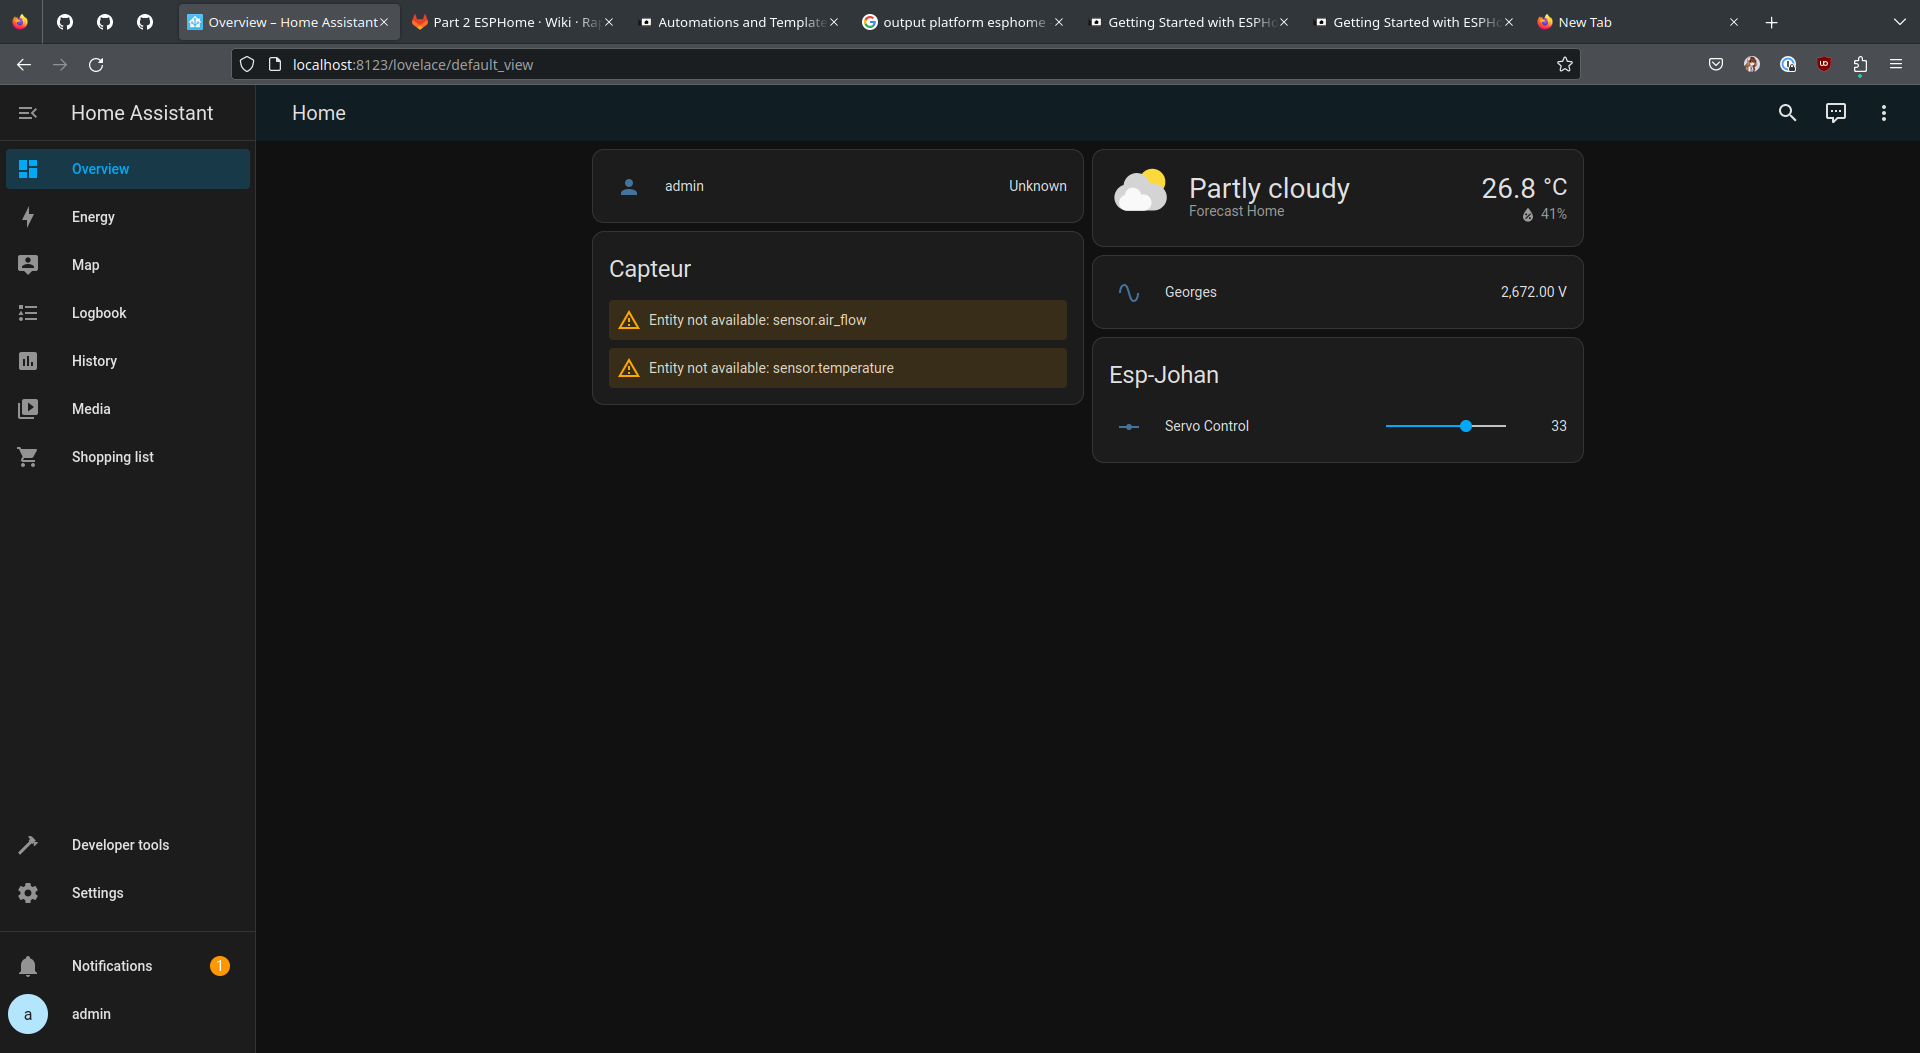 Overview – Home Assistant
Part 2 ESPHome · Wiki · Ra
Automations and Template
output platform esphome
Getting Started with ESPHo
Getting Started with ESPHo
New Tab
localhost:8123/lovelace/default_view
Home Assistant
Home
Overview
Energy
Map
Logbook
History
Media
Shopping list
Developer tools
Settings
Notifications
1
a
admin
admin
Unknown
Capteur
Entity not available: sensor.air_flow
Entity not available: sensor.temperature
Partly cloudy
Forecast Home
26.8 °C
41%
Georges
2,672.00 V
Esp-Johan
Servo Control
33